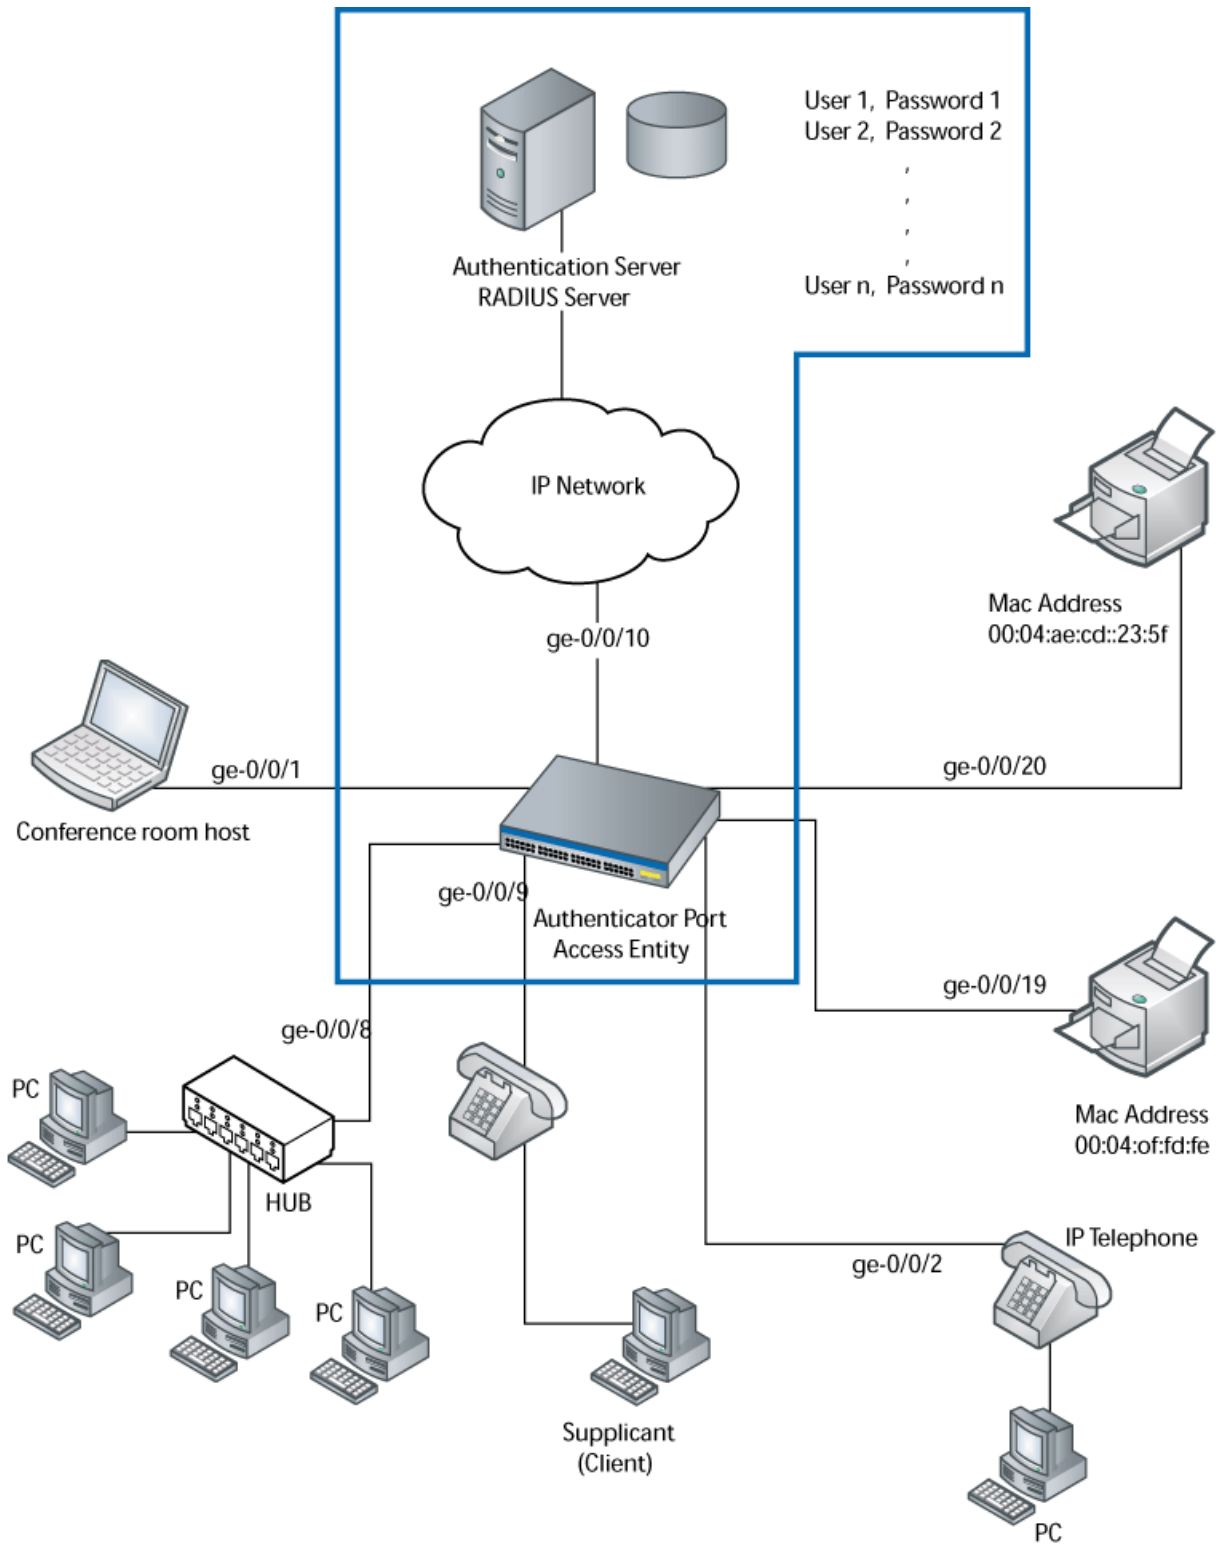 User 1, Password 1
User 2, Password 2
,
,
,
,
User n, Password n
Authentication Server
RADIUS Server
IP Network
ge-0/0/10
Mac Address
00:04:ae:cd::23:5f
ge-0/0/1
ge-0/0/20
Conference room host
ge-0/0/9
Authenticator Port
Access Entity
ge-0/0/19
ge-0/0/8
PC
Mac Address
00:04:of:fd:fe
HUB
PC
IP Telephone
ge-0/0/2
PC
PC
Supplicant
(Client)
PC